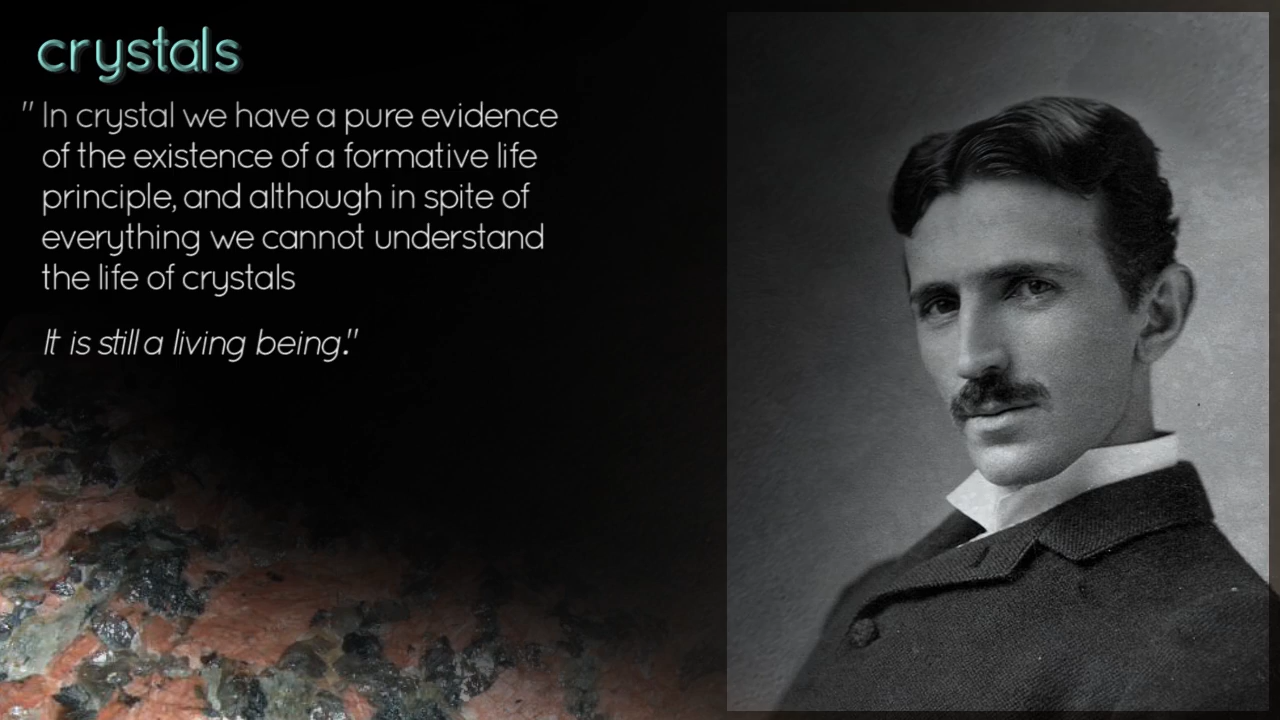 crystals
" In crystal we have a pure evidence
of the existence of a formative life
principle, and although in spite of
everything we cannot understand
the life of crystals
It is still a living being."